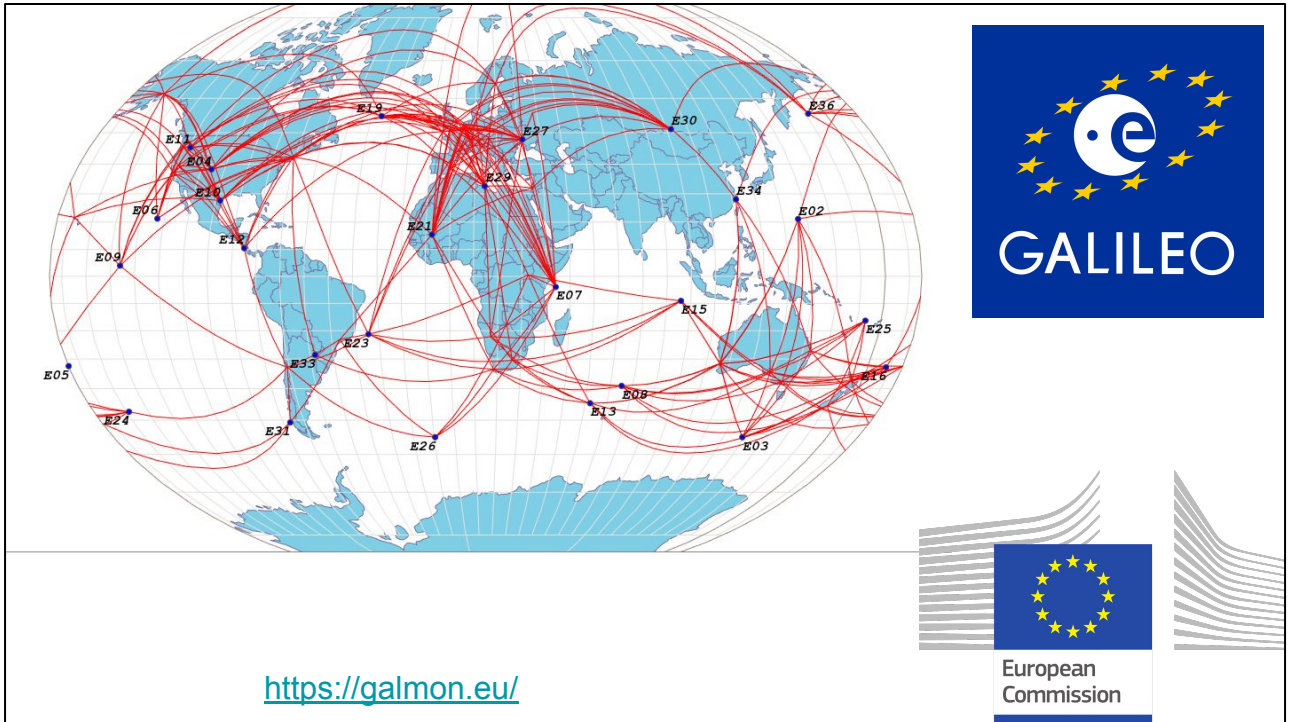 E36
E19
E30
E11
E27
E04
E29
E10
E34
E06
E02
E21
E12
E09
E07
E15
E25
E23
E33
E05
E16
E08
E13
E24
E31
E26
E03
GALILEO
European
Commission
https://galmon.eu/